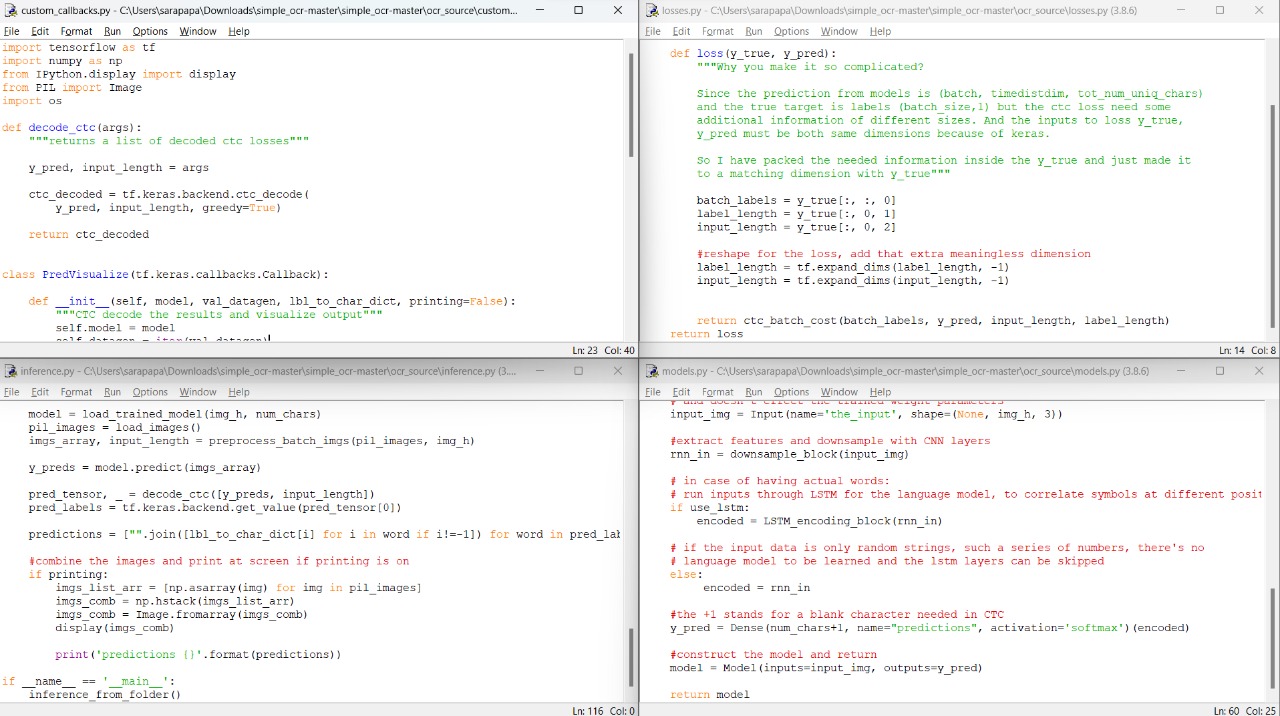 custom_callbacks.py - C:\Users\sarapapa\Downloads\simple_ocr-master\simple_ocr-master\ocr_source\custom...
File Edit Format Run Options Window Help
import tensorflow as tf
import numpy as np
from IPython.display import display
from PIL import Image
import os
def decode_ctc(args):
"""returns a list of decoded ctc losses"""
y_pred, input_length = args
ctc_decoded = tf.keras.backend.ctc_decode(
y_pred, input_length, greedy=True)
return ctc_decoded
class PredVisualize(tf.keras.callbacks.Callback):
def __init__(self, model, val_datagen, lbl_to_char_dict, printing=False):
"""CTC decode the results and visualize output"""
self.model = model
self.datagen = iter(val_datagen)
Ln: 23 Col: 40
losses.py - C:\Users\sarapapa\Downloads\simple_ocr-master\simple_ocr-master\ocr_source\losses.py (3.8.6)
File Edit Format Run Options Window Help
def loss(y_true, y_pred):
"""Why you make it so complicated?
Since the prediction from models is (batch, timedistdim, tot_num_uniq_chars)
and the true target is labels (batch_size,1) but the ctc loss need some
additional information of different sizes. And the inputs to loss y_true,
y_pred must be both same dimensions because of keras.
So I have packed the needed information inside the y_true and just made it
to a matching dimension with y_true"""
batch_labels = y_true[:, :, 0]
label_length = y_true[:, 0, 1]
input_length = y_true[:, 0, 2]
#reshape for the loss, add that extra meaningless dimension
label_length = tf.expand_dims(label_length, -1)
input_length = tf.expand_dims(input_length, -1)
return ctc_batch_cost(batch_labels, y_pred, input_length, label_length)
return loss
Ln: 14 Col: 8
inference.py - C:\Users\sarapapa\Downloads\simple_ocr-master\simple_ocr-master\ocr_source\inference.py (3....
File Edit Format Run Options Window Help
model = load_trained_model(img_h, num_chars)
pil_images = load_images()
imgs_array, input_length = preprocess_batch_imgs(pil_images, img_h)
y_preds = model.predict(imgs_array)
pred_tensor, _ = decode_ctc([y_preds, input_length])
pred_labels = tf.keras.backend.get_value(pred_tensor[0])
predictions = ["".join([lbl_to_char_dict[i] for i in word if i!=-1]) for word in pred_lab
#combine the images and print at screen if printing is on
if printing:
imgs_list_arr = [np.asarray(img) for img in pil_images]
imgs_comb = np.hstack(imgs_list_arr)
imgs_comb = Image.fromarray(imgs_comb)
display(imgs_comb)
print('predictions {}'.format(predictions))
if __name__ == '__main__':
inference_from_folder()
Ln: 116 Col: 0
models.py - C:\Users\sarapapa\Downloads\simple_ocr-master\simple_ocr-master\ocr_source\models.py (3.8.6)
File Edit Format Run Options Window Help
# and doesn't effect the trained weight parameters
input_img = Input(name='the_input', shape=(None, img_h, 3))
#extract features and downsample with CNN layers
rnn_in = downsample_block(input_img)
# in case of having actual words:
# run inputs through LSTM for the language model, to correlate symbols at different posit
if use_lstm:
encoded = LSTM_encoding_block(rnn_in)
# if the input data is only random strings, such a series of numbers, there's no
# language model to be learned and the lstm layers can be skipped
else:
encoded = rnn_in
#the +1 stands for a blank character needed in CTC
y_pred = Dense(num_chars+1, name="predictions", activation='softmax')(encoded)
#construct the model and return
model = Model(inputs=input_img, outputs=y_pred)
return model
Ln: 60 Col: 25